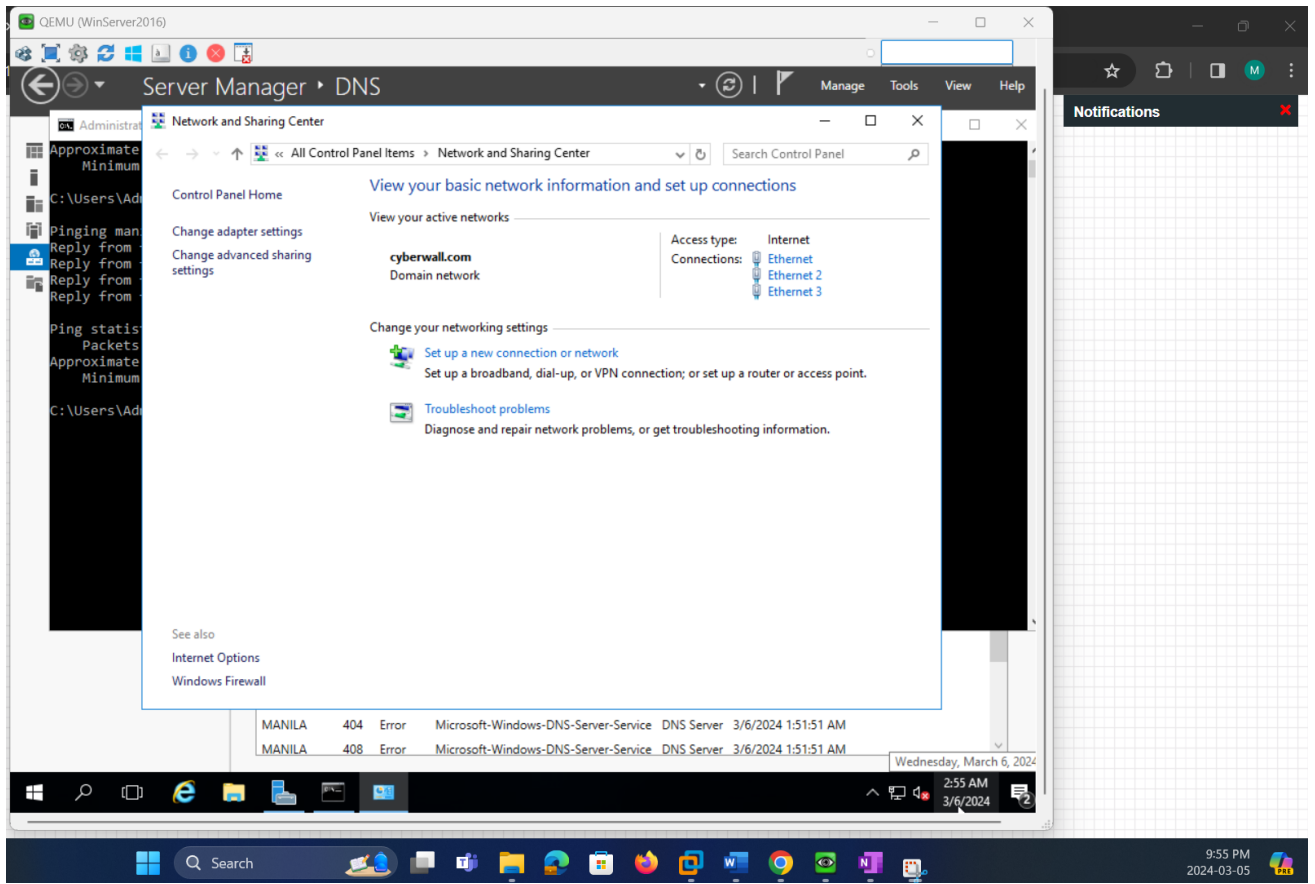 QEMU (WinServer2016)
Server Manager DNS
Manage Tools View Help
Notifications
Network and Sharing Center
All Control Panel Items Network and Sharing Center
Search Control Panel
Approximate
Minimum
C:\Users\Ad
Pinging man
Reply from
Reply from
Reply from
Reply from
Ping statis
Packets
Approximate
Minimum
C:\Users\Ad
Administrat
Control Panel Home
Change adapter settings
Change advanced sharing
settings
View your basic network information and set up connections
View your active networks
cyberwall.com
Domain network
Access type: Internet
Connections: Ethernet
Ethernet 2
Ethernet 3
Change your networking settings
Set up a new connection or network
Set up a broadband, dial-up, or VPN connection; or set up a router or access point.
Troubleshoot problems
Diagnose and repair network problems, or get troubleshooting information.
See also
Internet Options
Windows Firewall
MANILA 404 Error Microsoft-Windows-DNS-Server-Service DNS Server 3/6/2024 1:51:51 AM
MANILA 408 Error Microsoft-Windows-DNS-Server-Service DNS Server 3/6/2024 1:51:51 AM
Wednesday, March 6, 2024
2:55 AM
3/6/2024
2
Search
9:55 PM
2024-03-05
PRE
M